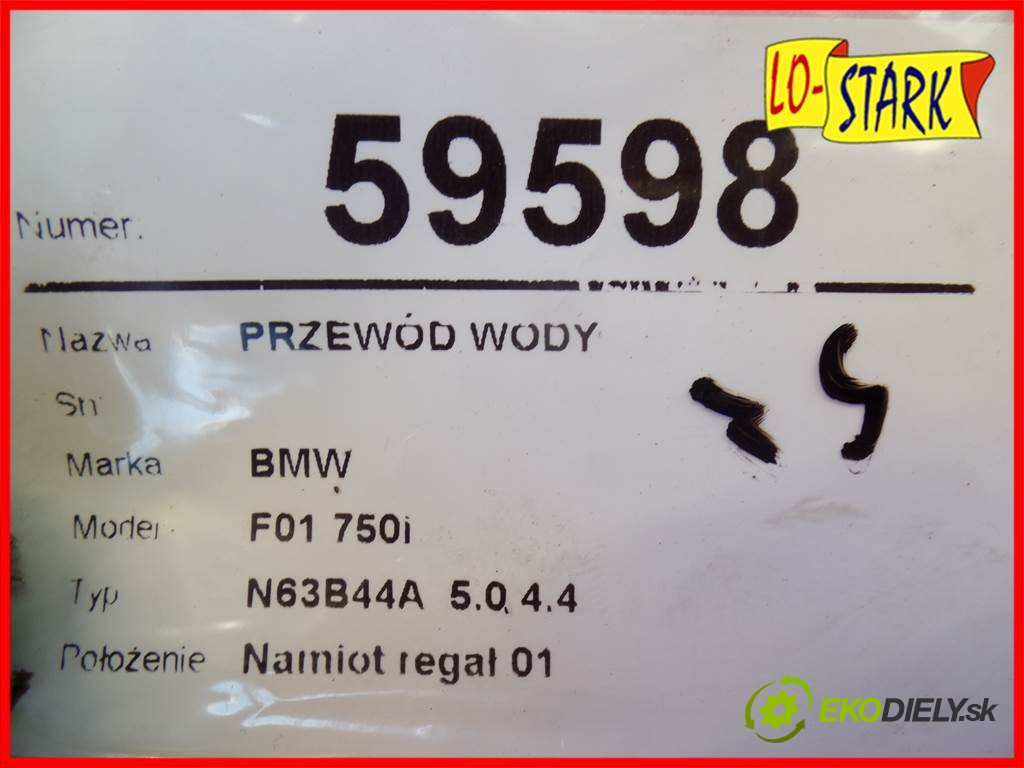 LO-STARK
Numer. 59598
Nazwa PRZEWÓD WODY
Marka BMW
Model F01 750i
Typ N63B44A 5.0 4.4
Położenie Namiot regał 01
EKODIELY.sk